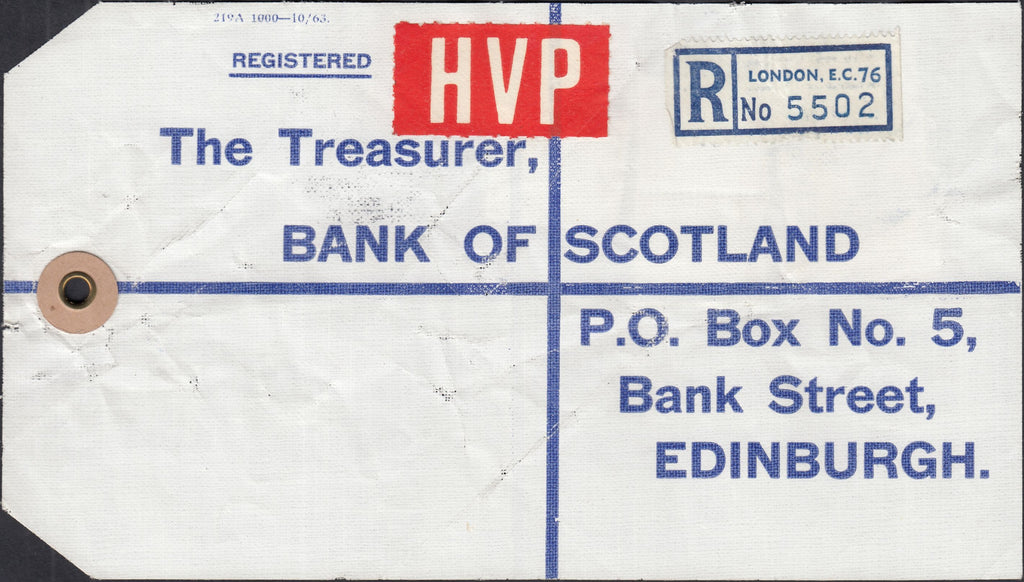 219A 1000—10/63.
REGISTERED
HVP
R
LONDON, E.C.76
No 5502
The Treasurer,
BANK OF SCOTLAND
P.O. Box No. 5,
Bank Street,
EDINBURGH.